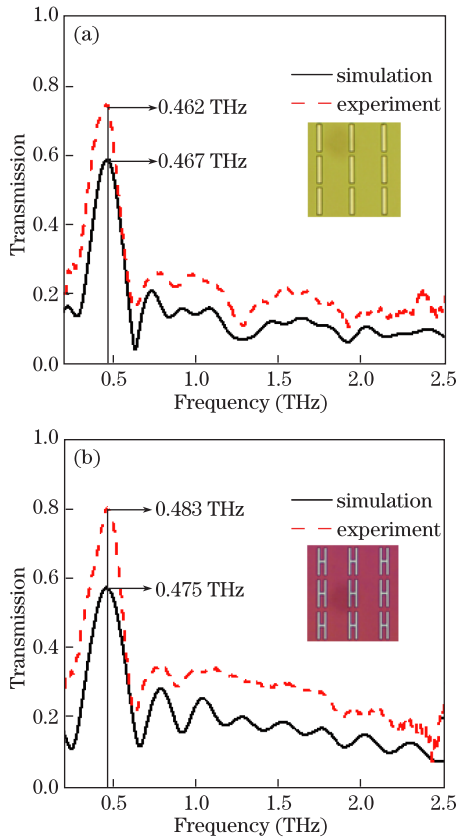 (a)
1.0
0.8
0.6
0.4
0.2
0.0
Transmission
simulation
experiment
0.462 THz
0.467 THz
0.5
1.0
1.5
2.0
2.5
Frequency (THz)
(b)
1.0
0.8
0.6
0.4
0.2
0.0
Transmission
simulation
experiment
0.483 THz
0.475 THz
0.5
1.0
1.5
2.0
2.5
Frequency (THz)